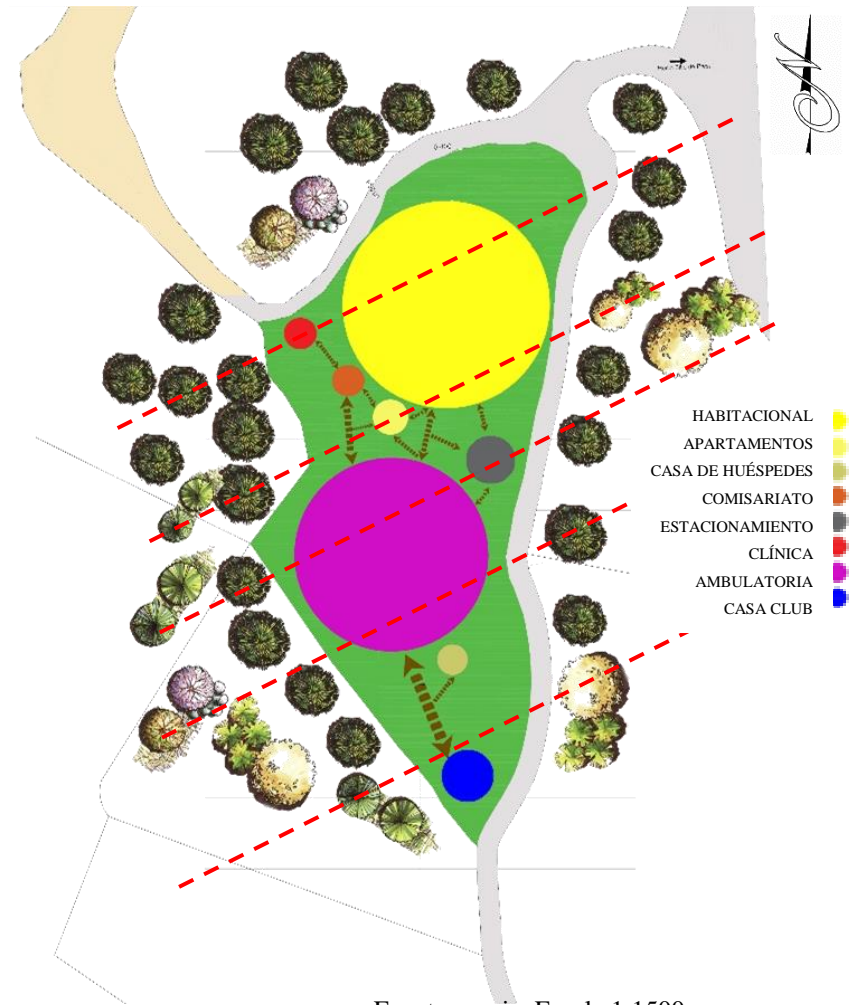 HABITACIONAL
APARTAMENTOS
CASA DE HUÉSPEDES
COMISARIATO
ESTACIONAMIENTO
CLÍNICA
AMBULATORIA
CASA CLUB